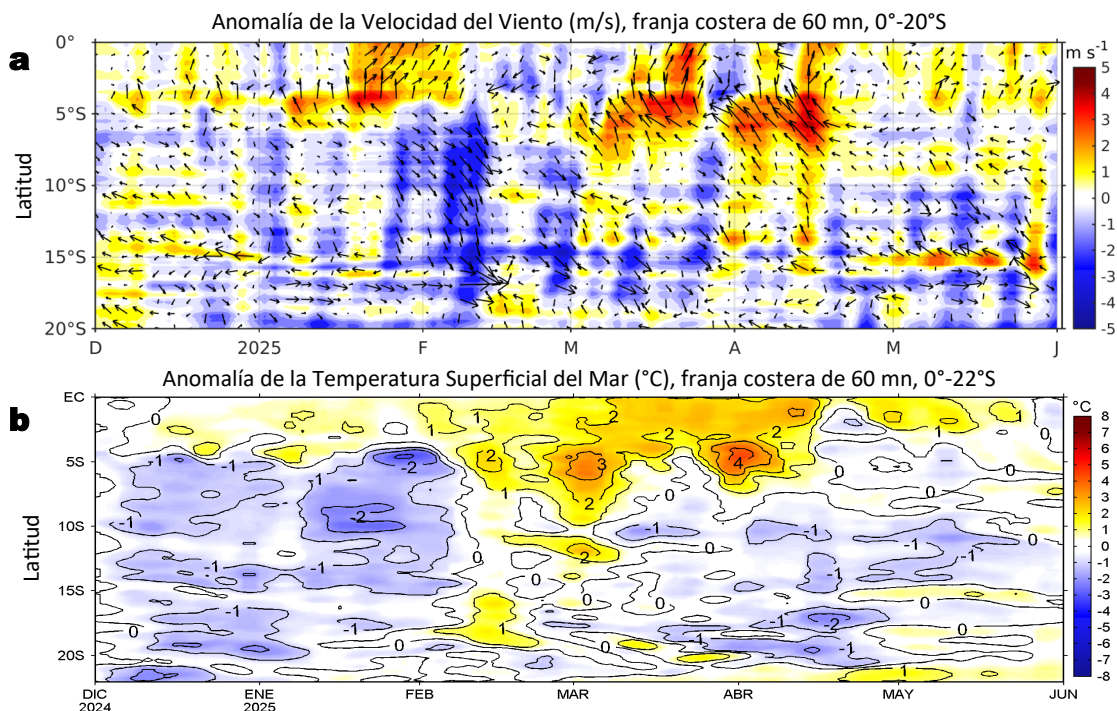 Anomalía de la Velocidad del Viento (m/s), franja costera de 60 mn, 0°-20°S
a
Latitud
0°
5°S
10°S
15°S
20°S
D 2025 F M A M J
m s-1
5
4
3
2
1
0
-1
-2
-3
-4
-5
Anomalía de la Temperatura Superficial del Mar (°C), franja costera de 60 mn, 0°-22°S
b
Latitud
EC
5S
10S
15S
20S
DIC ENE FEB MAR ABR MAY JUN
2024 2025
°C
8
7
6
5
4
3
2
1
0
-1
-2
-3
-4
-5
-6
-7
-8